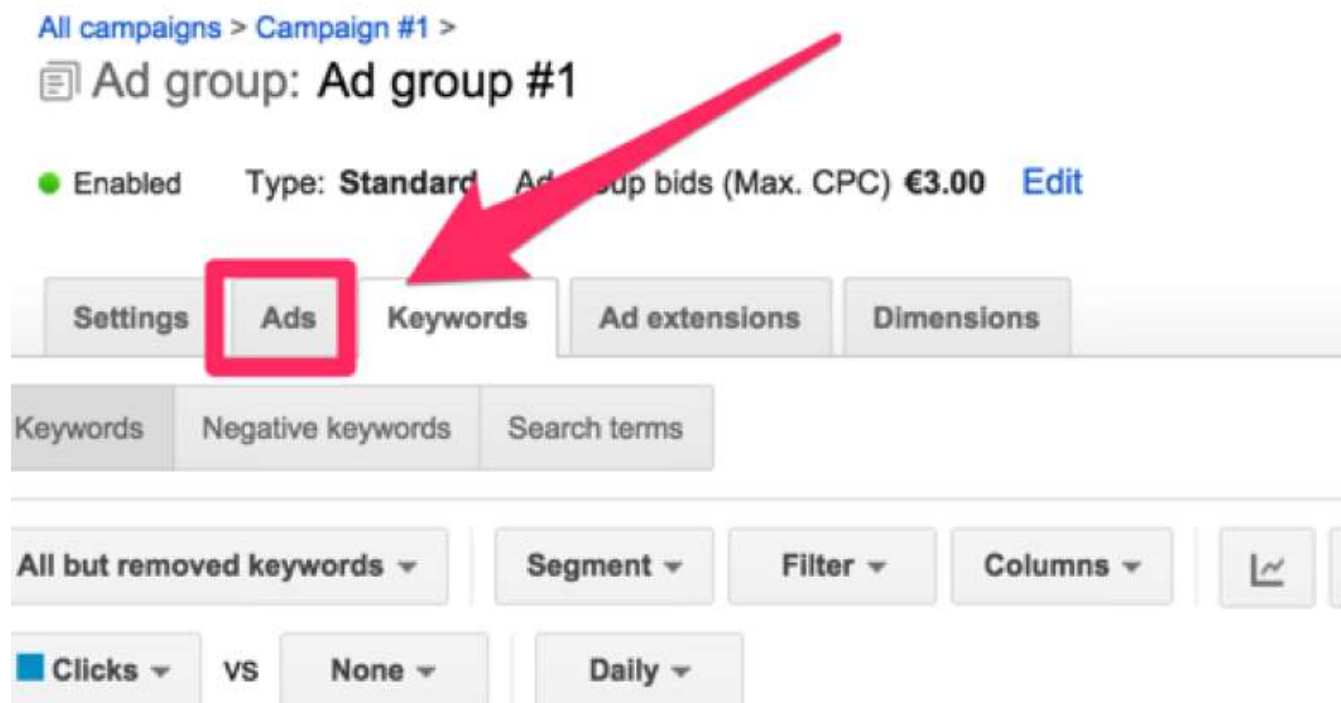 All campaigns > Campaign #1 >
Ad group: Ad group #1
Enabled Type: Standard Ad group bids (Max. CPC) €3.00 Edit
Settings Ads Keywords Ad extensions Dimensions
Keywords Negative keywords Search terms
All but removed keywords Segment Filter Columns
Clicks vs None Daily